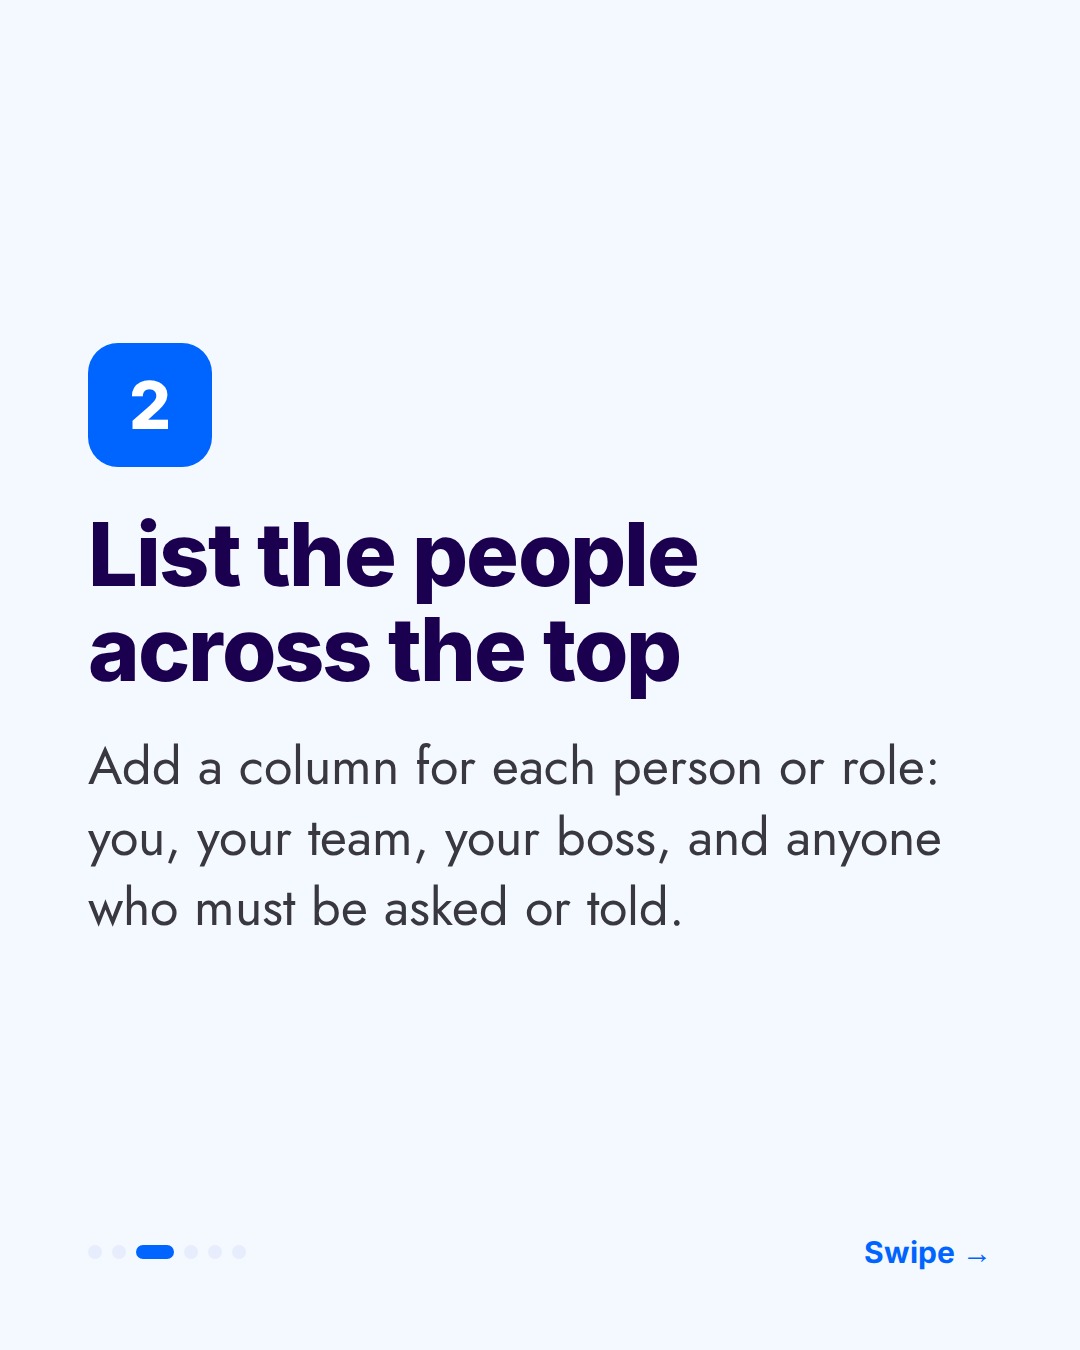 2
List the people
across the top
Add a column for each person or role:
you, your team, your boss, and anyone
who must be asked or told.
Swipe →